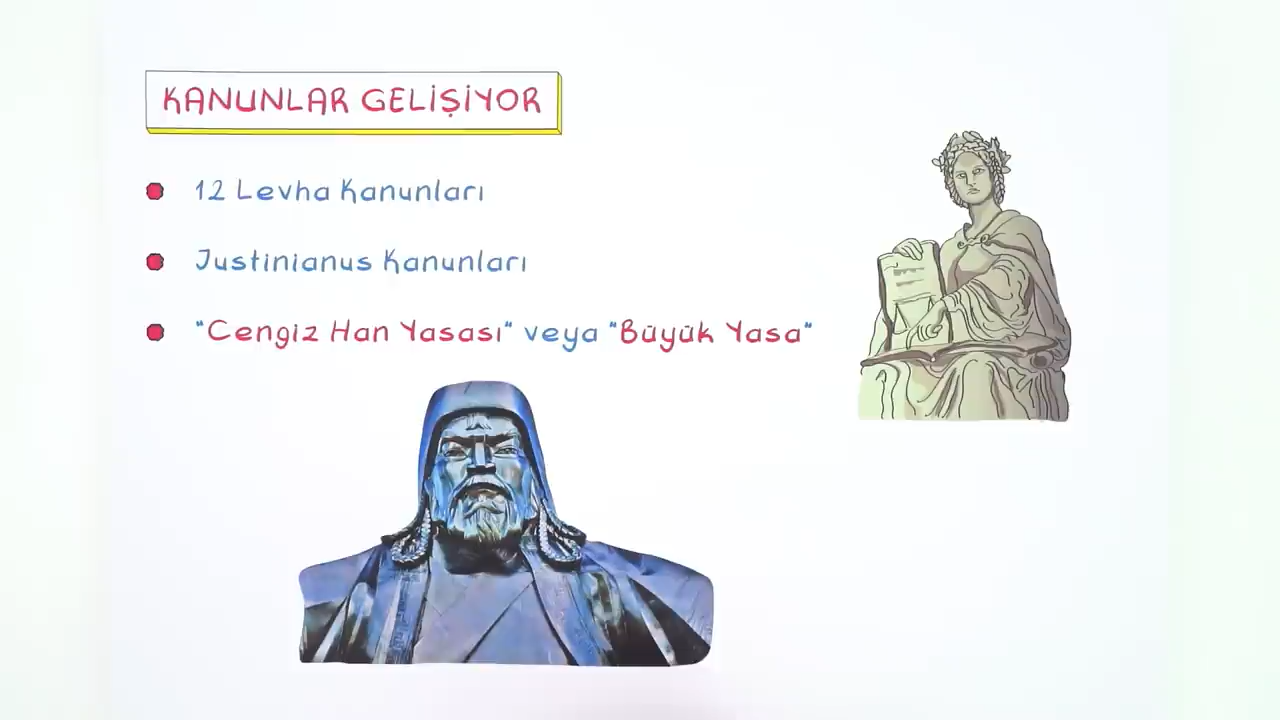 KANUNLAR GELİŞİYOR
12 Levha Kanunları
Justinianus Kanunları
"Cengiz Han Yasası" veya "Büyük Yasa"